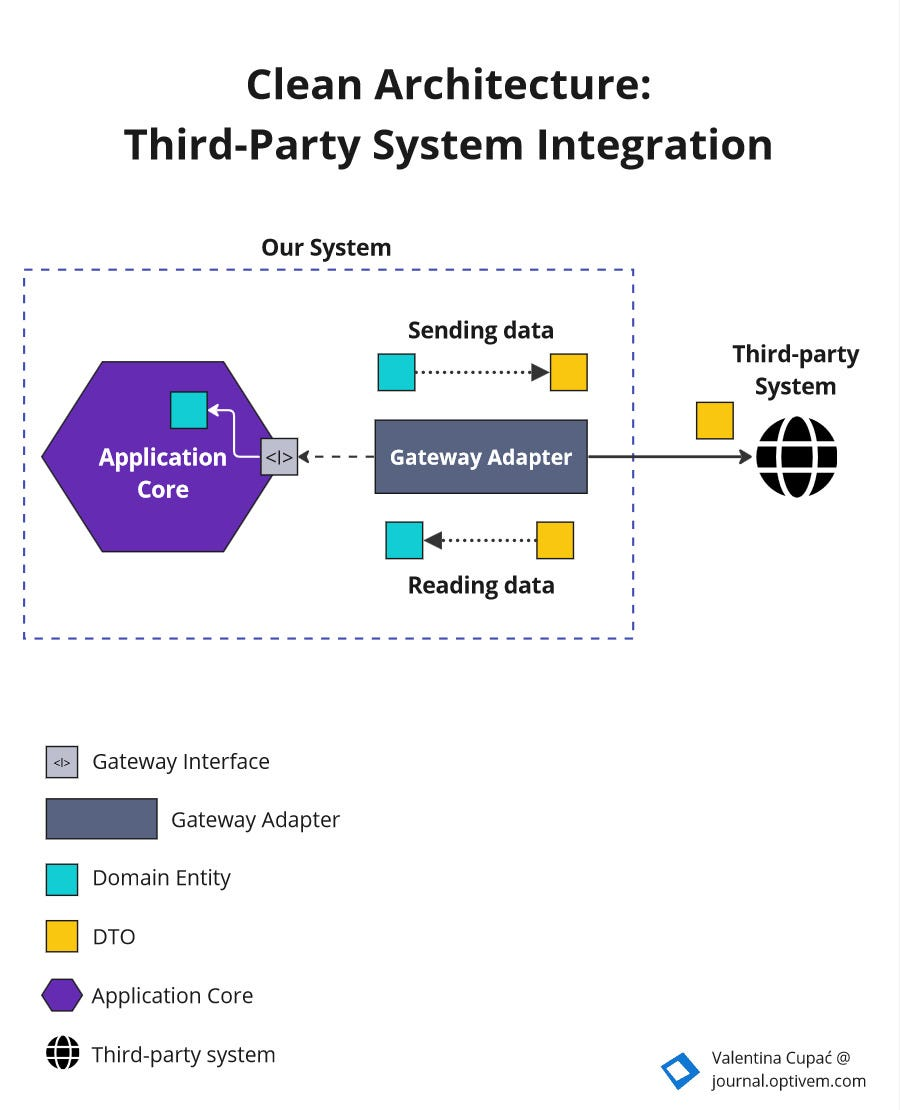 Clean Architecture:
Third-Party System Integration
Our System
Sending data
Third-party
System
Application
Core
<I>
Gateway Adapter
Reading data
<I>
Gateway Interface
Gateway Adapter
Domain Entity
DTO
Application Core
Third-party system
Valentina Cupać @
journal.optivem.com